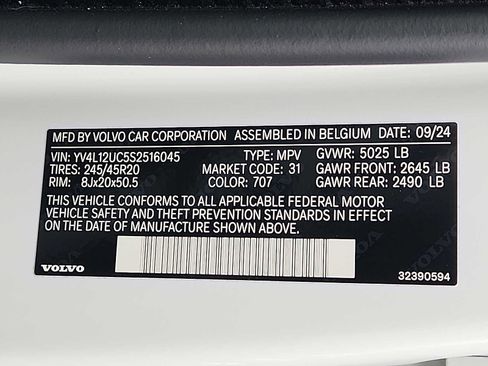 MFD BY VOLVO CAR CORPORATION ASSEMBLED IN BELGIUM DATE: 09/24
VIN: YV4L12UC5S2516045 TYPE: MPV GVWR: 5025 LB
TIRES: 245/45R20 MARKET CODE: 31 GAWR FRONT: 2645 LB
RIM: 8Jx20x50.5 COLOR: 707 GAWR REAR: 2490 LB
THIS VEHICLE CONFORMS TO ALL APPLICABLE FEDERAL MOTOR
VEHICLE SAFETY AND THEFT PREVENTION STANDARDS IN EFFECT
ON THE DATE OF MANUFACTURE SHOWN ABOVE.
VOLVO 32390594